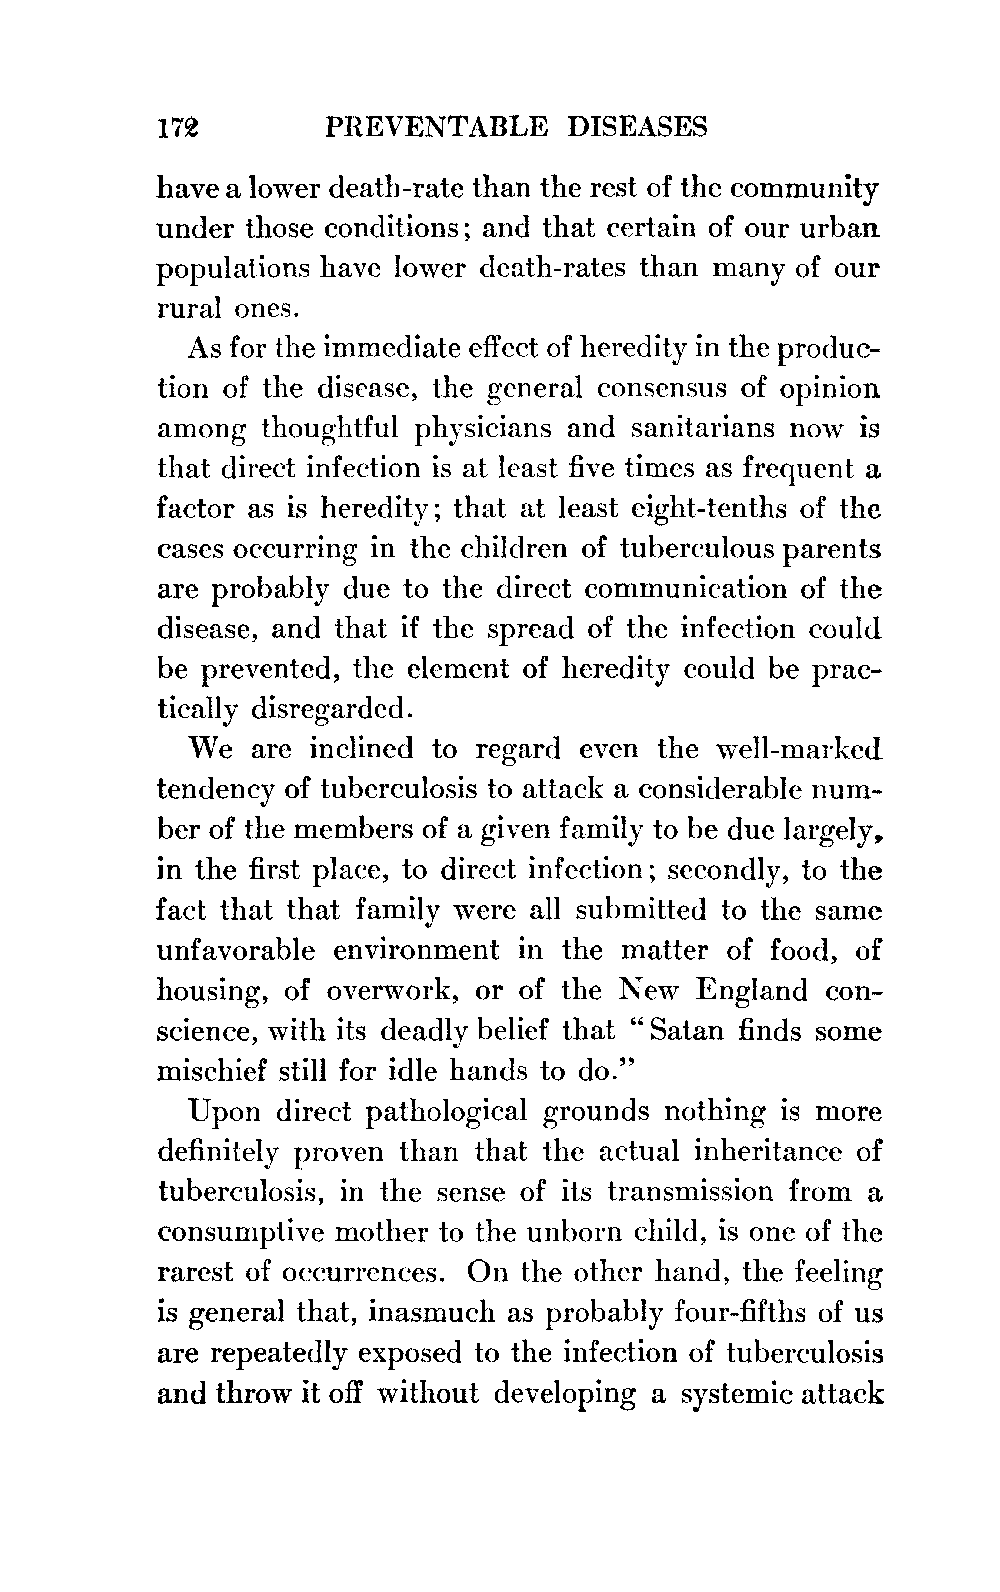 172 PREVENTABLE DISEASES
have a lower death-rate than the rest of the community
under those conditions; and that certain of our urban
populations have lower death-rates than many of our
rural ones.
As for the immediate effect of heredity in the produc-
tion of the disease, the general consensus of opinion
among thoughtful physicians and sanitarians now is
that direct infection is at least five times as frequent a
factor as is heredity; that at least eight-tenths of the
cases occurring in the children of tuberculous parents
are probably due to the direct communication of the
disease, and that if the spread of the infection could
be prevented, the element of heredity could be prac-
tically disregarded.
We are inclined to regard even the well-marked
tendency of tuberculosis to attack a considerable num-
ber of the members of a given family to be due largely,
in the first place, to direct infection; secondly, to the
fact that that family were all submitted to the same
unfavorable environment in the matter of food, of
housing, of overwork, or of the New England con-
science, with its deadly belief that "Satan finds some
mischief still for idle hands to do."
Upon direct pathological grounds nothing is more
definitely proven than that the actual inheritance of
tuberculosis, in the sense of its transmission from a
consumptive mother to the unborn child, is one of the
rarest of occurrences. On the other hand, the feeling
is general that, inasmuch as probably four-fifths of us
are repeatedly exposed to the infection of tuberculosis
and throw it off without developing a systemic attack